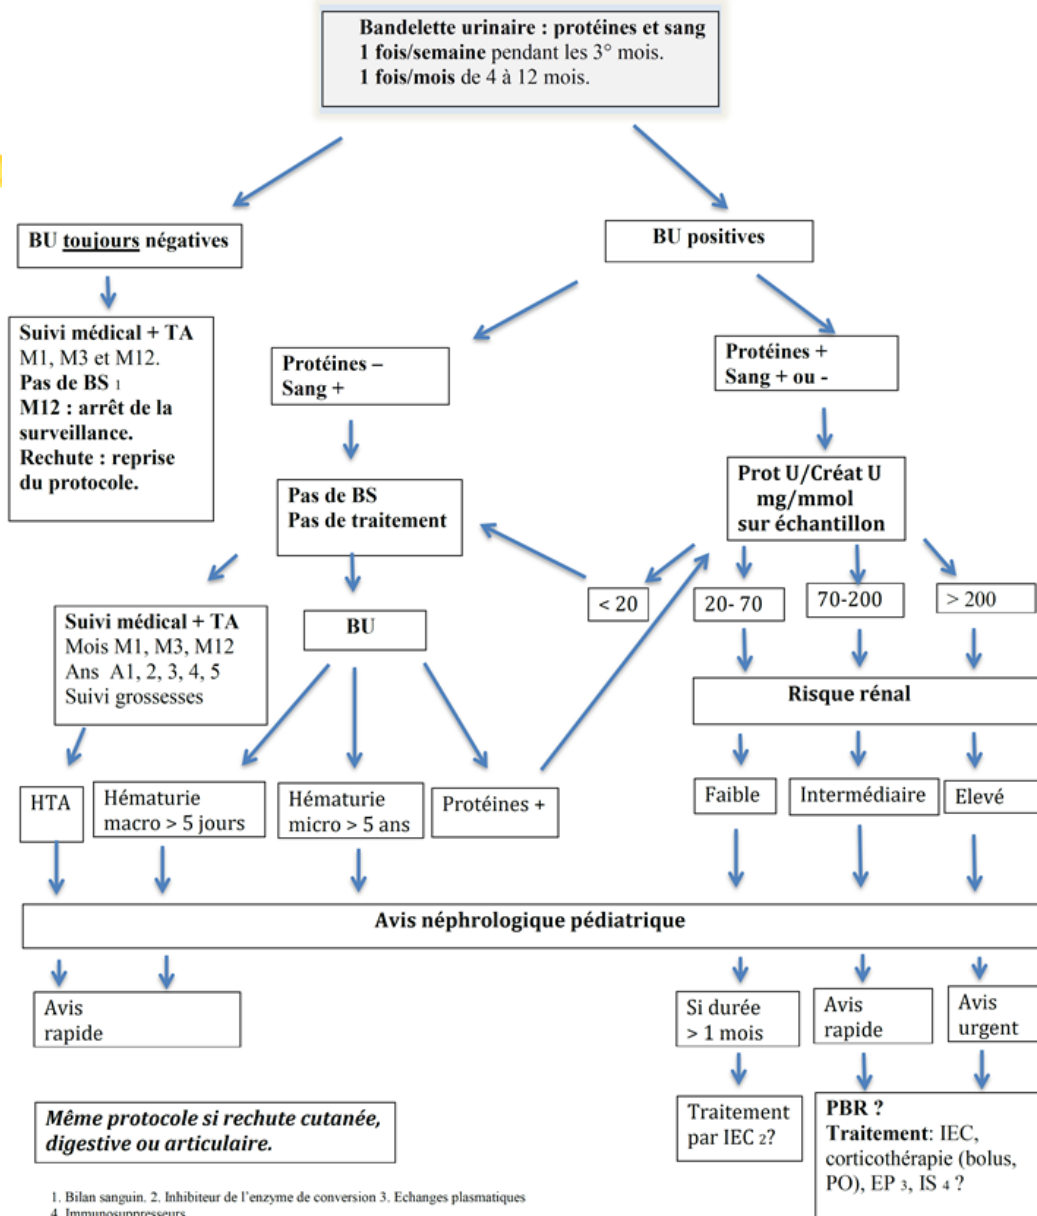 Bandelette urinaire : protéines et sang
1 fois/semaine pendant les 3° mois.
1 fois/mois de 4 à 12 mois.
BU toujours négatives
BU positives
Suivi médical + TA
M1, M3 et M12.
Pas de BS 1
M12 : arrêt de la
surveillance.
Rechute : reprise
du protocole.
Protéines –
Sang +
Protéines +
Sang + ou -
Pas de BS
Pas de traitement
Prot U/Créat U
mg/mmol
sur échantillon
< 20
20- 70
70-200
> 200
Suivi médical + TA
Mois M1, M3, M12
Ans A1, 2, 3, 4, 5
Suivi grossesses
BU
Risque rénal
HTA
Hématurie
macro > 5 jours
Hématurie
micro > 5 ans
Protéines +
Faible
Intermédiaire
Elevé
Avis néphrologique pédiatrique
Avis
rapide
Si durée
> 1 mois
Avis
rapide
Avis
urgent
Traitement
par IEC 2?
PBR ?
Traitement: IEC,
corticothérapie (bolus,
PO), EP 3, IS 4 ?
Même protocole si rechute cutanée,
digestive ou articulaire.
1. Bilan sanguin. 2. Inhibiteur de l'enzyme de conversion 3. Echanges plasmatiques
4. Immunosuppresseurs